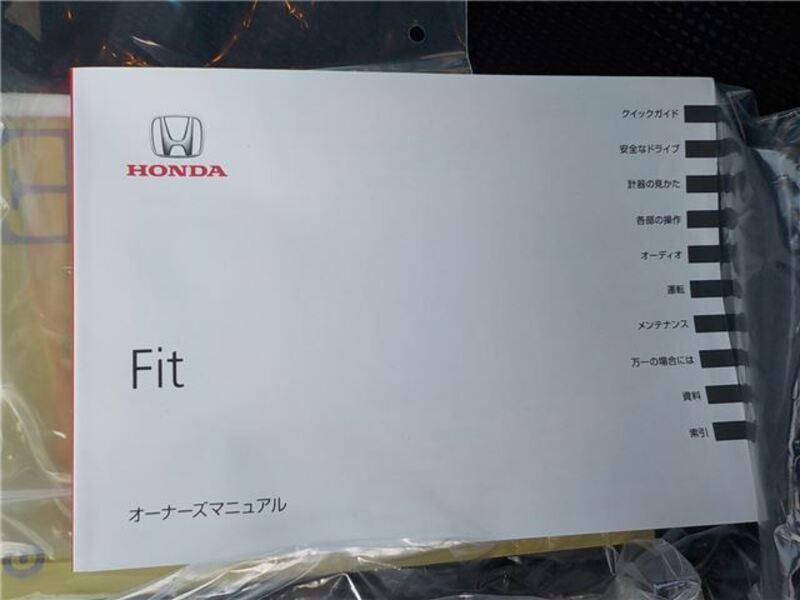 HONDA
Fit
オーナーズマニュアル
クイックガイド
安全なドライブ
計器の見かた
各部の操作
オーディオ
運転
メンテナンス
万一の場合には
資料
索引